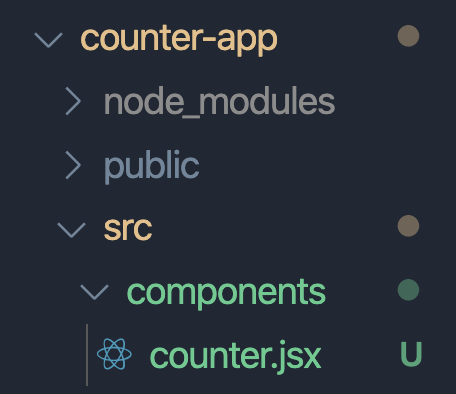 counter-app
node_modules
public
src
components
counter.jsx U